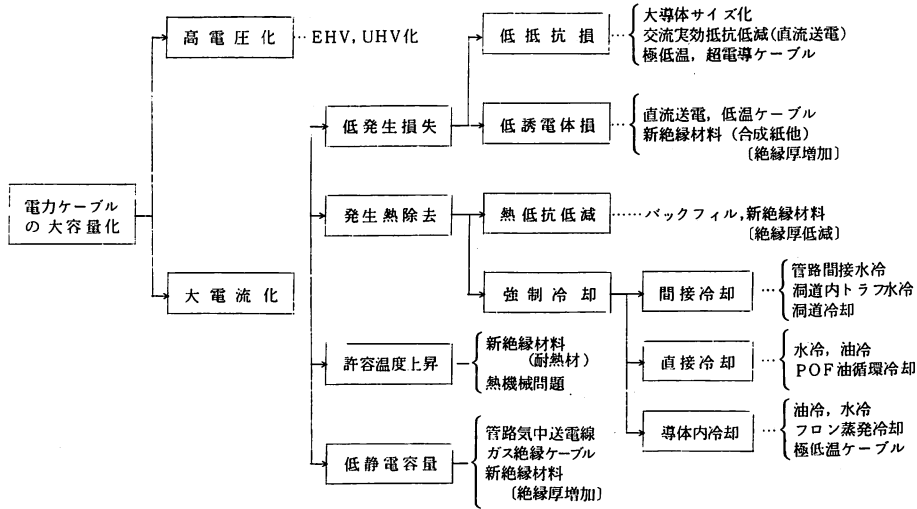 電力ケーブル
の大容量化
高電圧化
EHV, UHV化
大電流化
低発生損失
低抵抗損
大導体サイズ化
交流実効抵抗低減(直流送電)
極低温, 超電導ケーブル
低誘電体損
直流送電, 低温ケーブル
新絶縁材料 (合成紙他)
〔絶縁厚増加〕
発生熱除去
熱抵抗低減
バックフィル, 新絶縁材料
〔絶縁厚低減〕
強制冷却
間接冷却
管路間接水冷
洞道内トラフ水冷
洞道冷却
直接冷却
水冷, 油冷
POF油循環冷却
導体内冷却
油冷, 水冷
フロン蒸発冷却
極低温ケーブル
許容温度上昇
新絶縁材料
(耐熱材)
熱機械問題
低静電容量
管路気中送電線
ガス絶縁ケーブル
新絶縁材料
〔絶縁厚増加〕